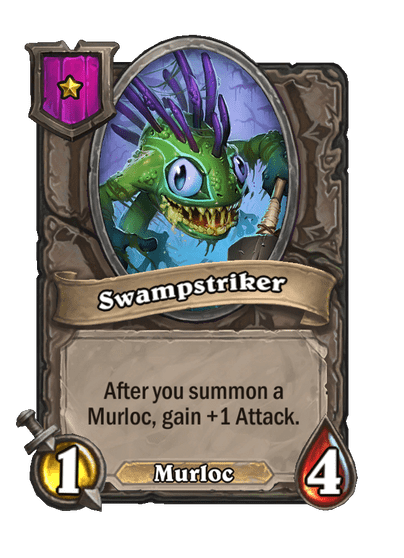 Swampstriker
After you summon a
Murloc, gain +1 Attack.
1
Murloc
4